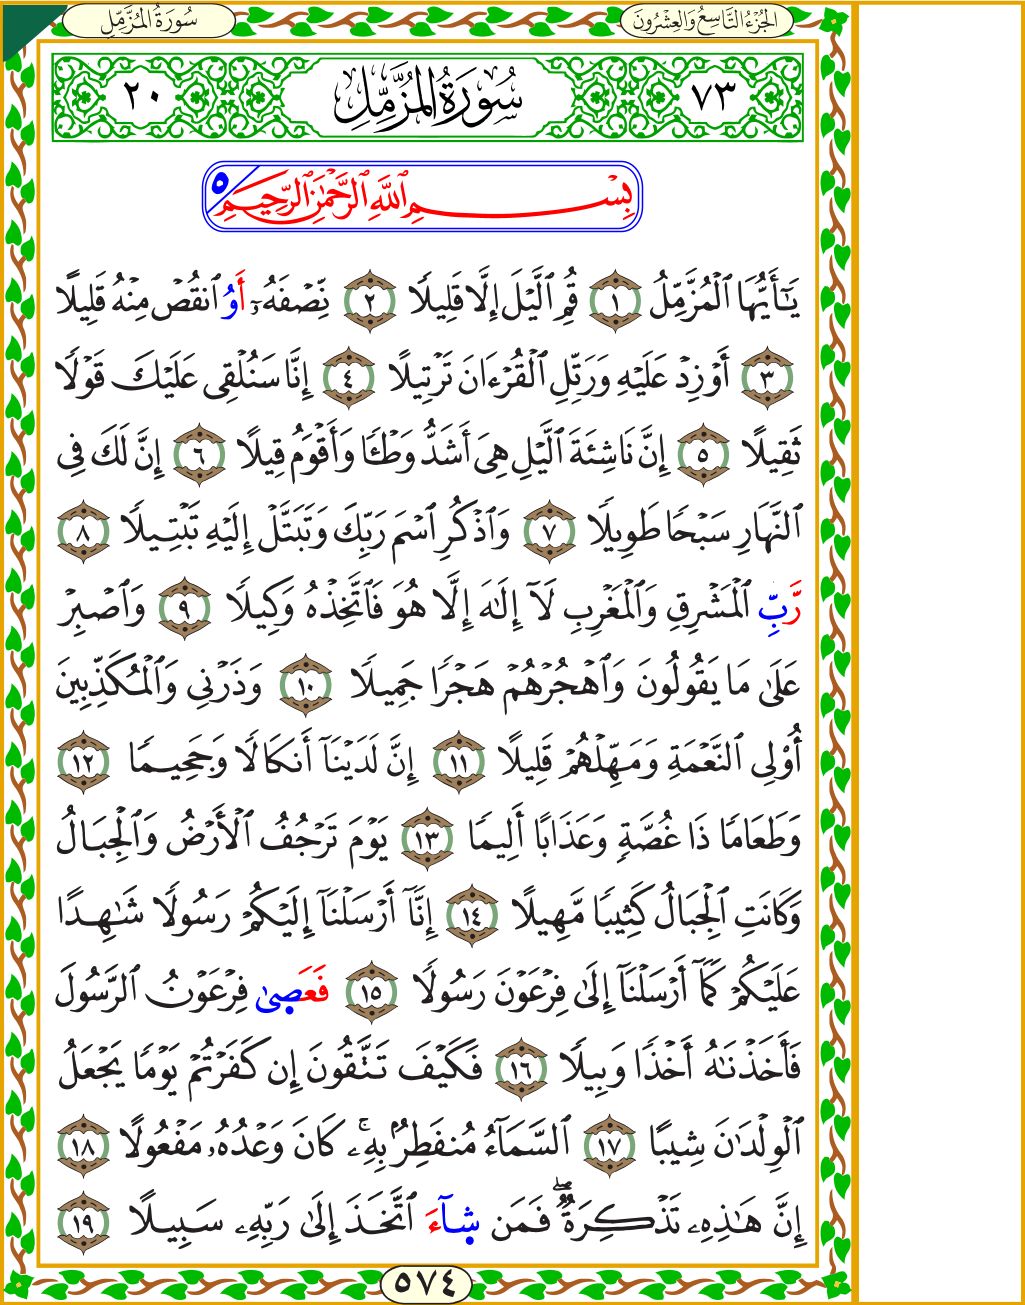 سُورَةُ المُزَّمِّل
الجُزْءُ التَّاسِعُ وَالعِشْرُونَ
٧٣ سُورَةُ المُزَّمِّلِ ٢٠
بِسْمِ ٱللَّهِ ٱلرَّحْمَٰنِ ٱلرَّحِيمِ ٥
يَٰٓأَيُّهَا ٱلْمُزَّمِّلُ ١ قُمِ ٱلَّيْلَ إِلَّا قَلِيلًا ٢ نِّصْفَهُۥٓ أَوُ ٱنقُصْ مِنْهُ قَلِيلًا
٣ أَوْ زِدْ عَلَيْهِ وَرَتِّلِ ٱلْقُرْءَانَ تَرْتِيلًا ٤ إِنَّا سَنُلْقِى عَلَيْكَ قَوْلًا
ثَقِيلًا ٥ إِنَّ نَاشِئَةَ ٱلَّيْلِ هِىَ أَشَدُّ وَطْـًٔا وَأَقْوَمُ قِيلًا ٦ إِنَّ لَكَ فِى
ٱلنَّهَارِ سَبْحًا طَوِيلًا ٧ وَٱذْكُرِ ٱسْمَ رَبِّكَ وَتَبَتَّلْ إِلَيْهِ تَبْتِيلًا ٨
رَّبِّ ٱلْمَشْرِقِ وَٱلْمَغْرِبِ لَآ إِلَٰهَ إِلَّا هُوَ فَٱتَّخِذْهُ وَكِيلًا ٩ وَٱصْبِرْ
عَلَىٰ مَا يَقُولُونَ وَٱهْجُرْهُمْ هَجْرًا جَمِيلًا ١٠ وَذَرْنِى وَٱلْمُكَذِّبِينَ
أُو۟لِى ٱلنَّعْمَةِ وَمَهِّلْهُمْ قَلِيلًا ١١ إِنَّ لَدَيْنَآ أَنكَالًا وَجَحِيمًا ١٢
وَطَعَامًا ذَا غُصَّةٍ وَعَذَابًا أَلِيمًا ١٣ يَوْمَ تَرْجُفُ ٱلْأَرْضُ وَٱلْجِبَالُ
وَكَانَتِ ٱلْجِبَالُ كَثِيبًا مَّهِيلًا ١٤ إِنَّآ أَرْسَلْنَآ إِلَيْكُمْ رَسُولًا شَٰهِدًا
عَلَيْكُمْ كَمَآ أَرْسَلْنَآ إِلَىٰ فِرْعَوْنَ رَسُولًا ١٥ فَعَصَىٰ فِرْعَوْنُ ٱلرَّسُولَ
فَأَخَذْنَٰهُ أَخْذًا وَبِيلًا ١٦ فَكَيْفَ تَتَّقُونَ إِن كَفَرْتُمْ يَوْمًا يَجْعَلُ
ٱلْوِلْدَٰنَ شِيبًا ١٧ ٱلسَّمَآءُ مُنفَطِرٌۢ بِهِۦ ۚ كَانَ وَعْدُهُۥ مَفْعُولًا ١٨
إِنَّ هَٰذِهِۦ تَذْكِرَةٌ ۖ فَمَن شَآءَ ٱتَّخَذَ إِلَىٰ رَبِّهِۦ سَبِيلًا ١٩
٥٧٤